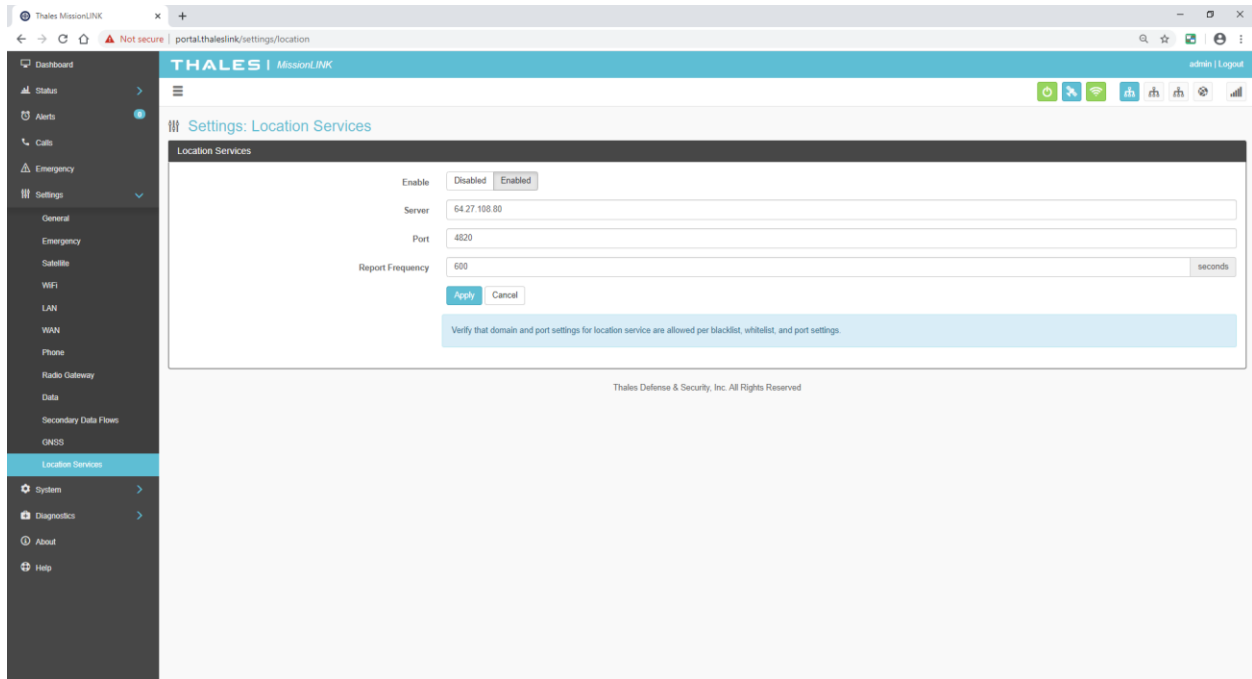 Thales MissionLINK
Not secure | portal.thaleslink/settings/location
Dashboard
THALES | MissionLINK
admin | Logout
Status
Alerts
0
Calls
Emergency
Settings
General
Emergency
Satellite
WiFi
LAN
WAN
Phone
Radio Gateway
Data
Secondary Data Flows
GNSS
Location Services
System
Diagnostics
About
Help
Settings: Location Services
Location Services
Enable Disabled Enabled
Server 64.27.108.80
Port 4820
Report Frequency 600 seconds
Apply Cancel
Verify that domain and port settings for location service are allowed per blacklist, whitelist, and port settings.
Thales Defense & Security, Inc. All Rights Reserved